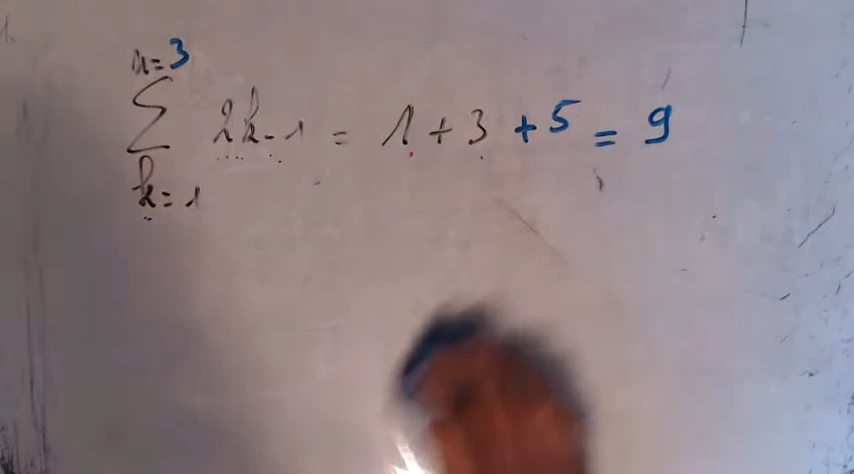 n=3
∑ 2k-1 = 1+3+5=9
k=1